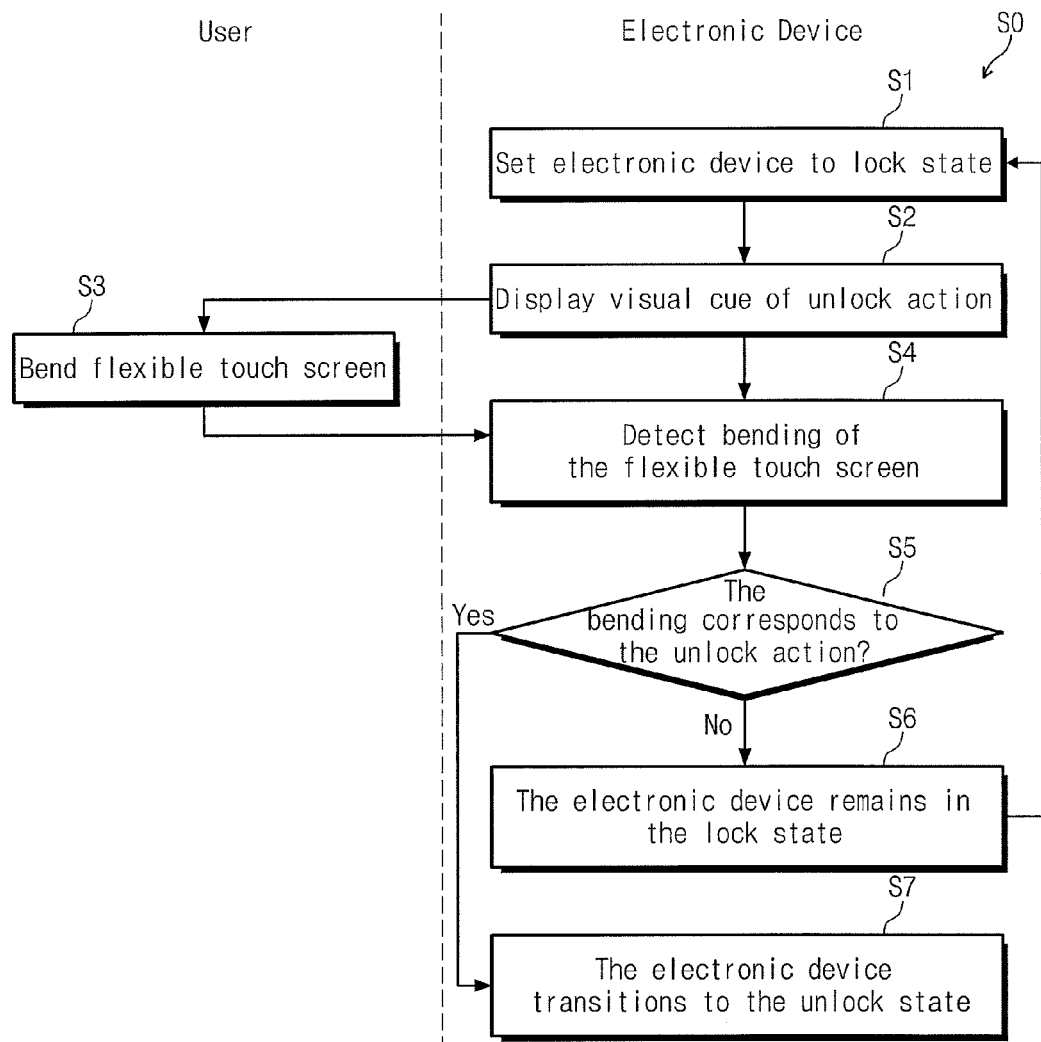 User
Electronic Device
S0
S1
Set electronic device to lock state
S2
Display visual cue of unlock action
S3
Bend flexible touch screen
S4
Detect bending of
the flexible touch screen
S5
The
bending corresponds to
the unlock action?
Yes
No
S6
The electronic device remains in
the lock state
S7
The electronic device
transitions to the unlock state